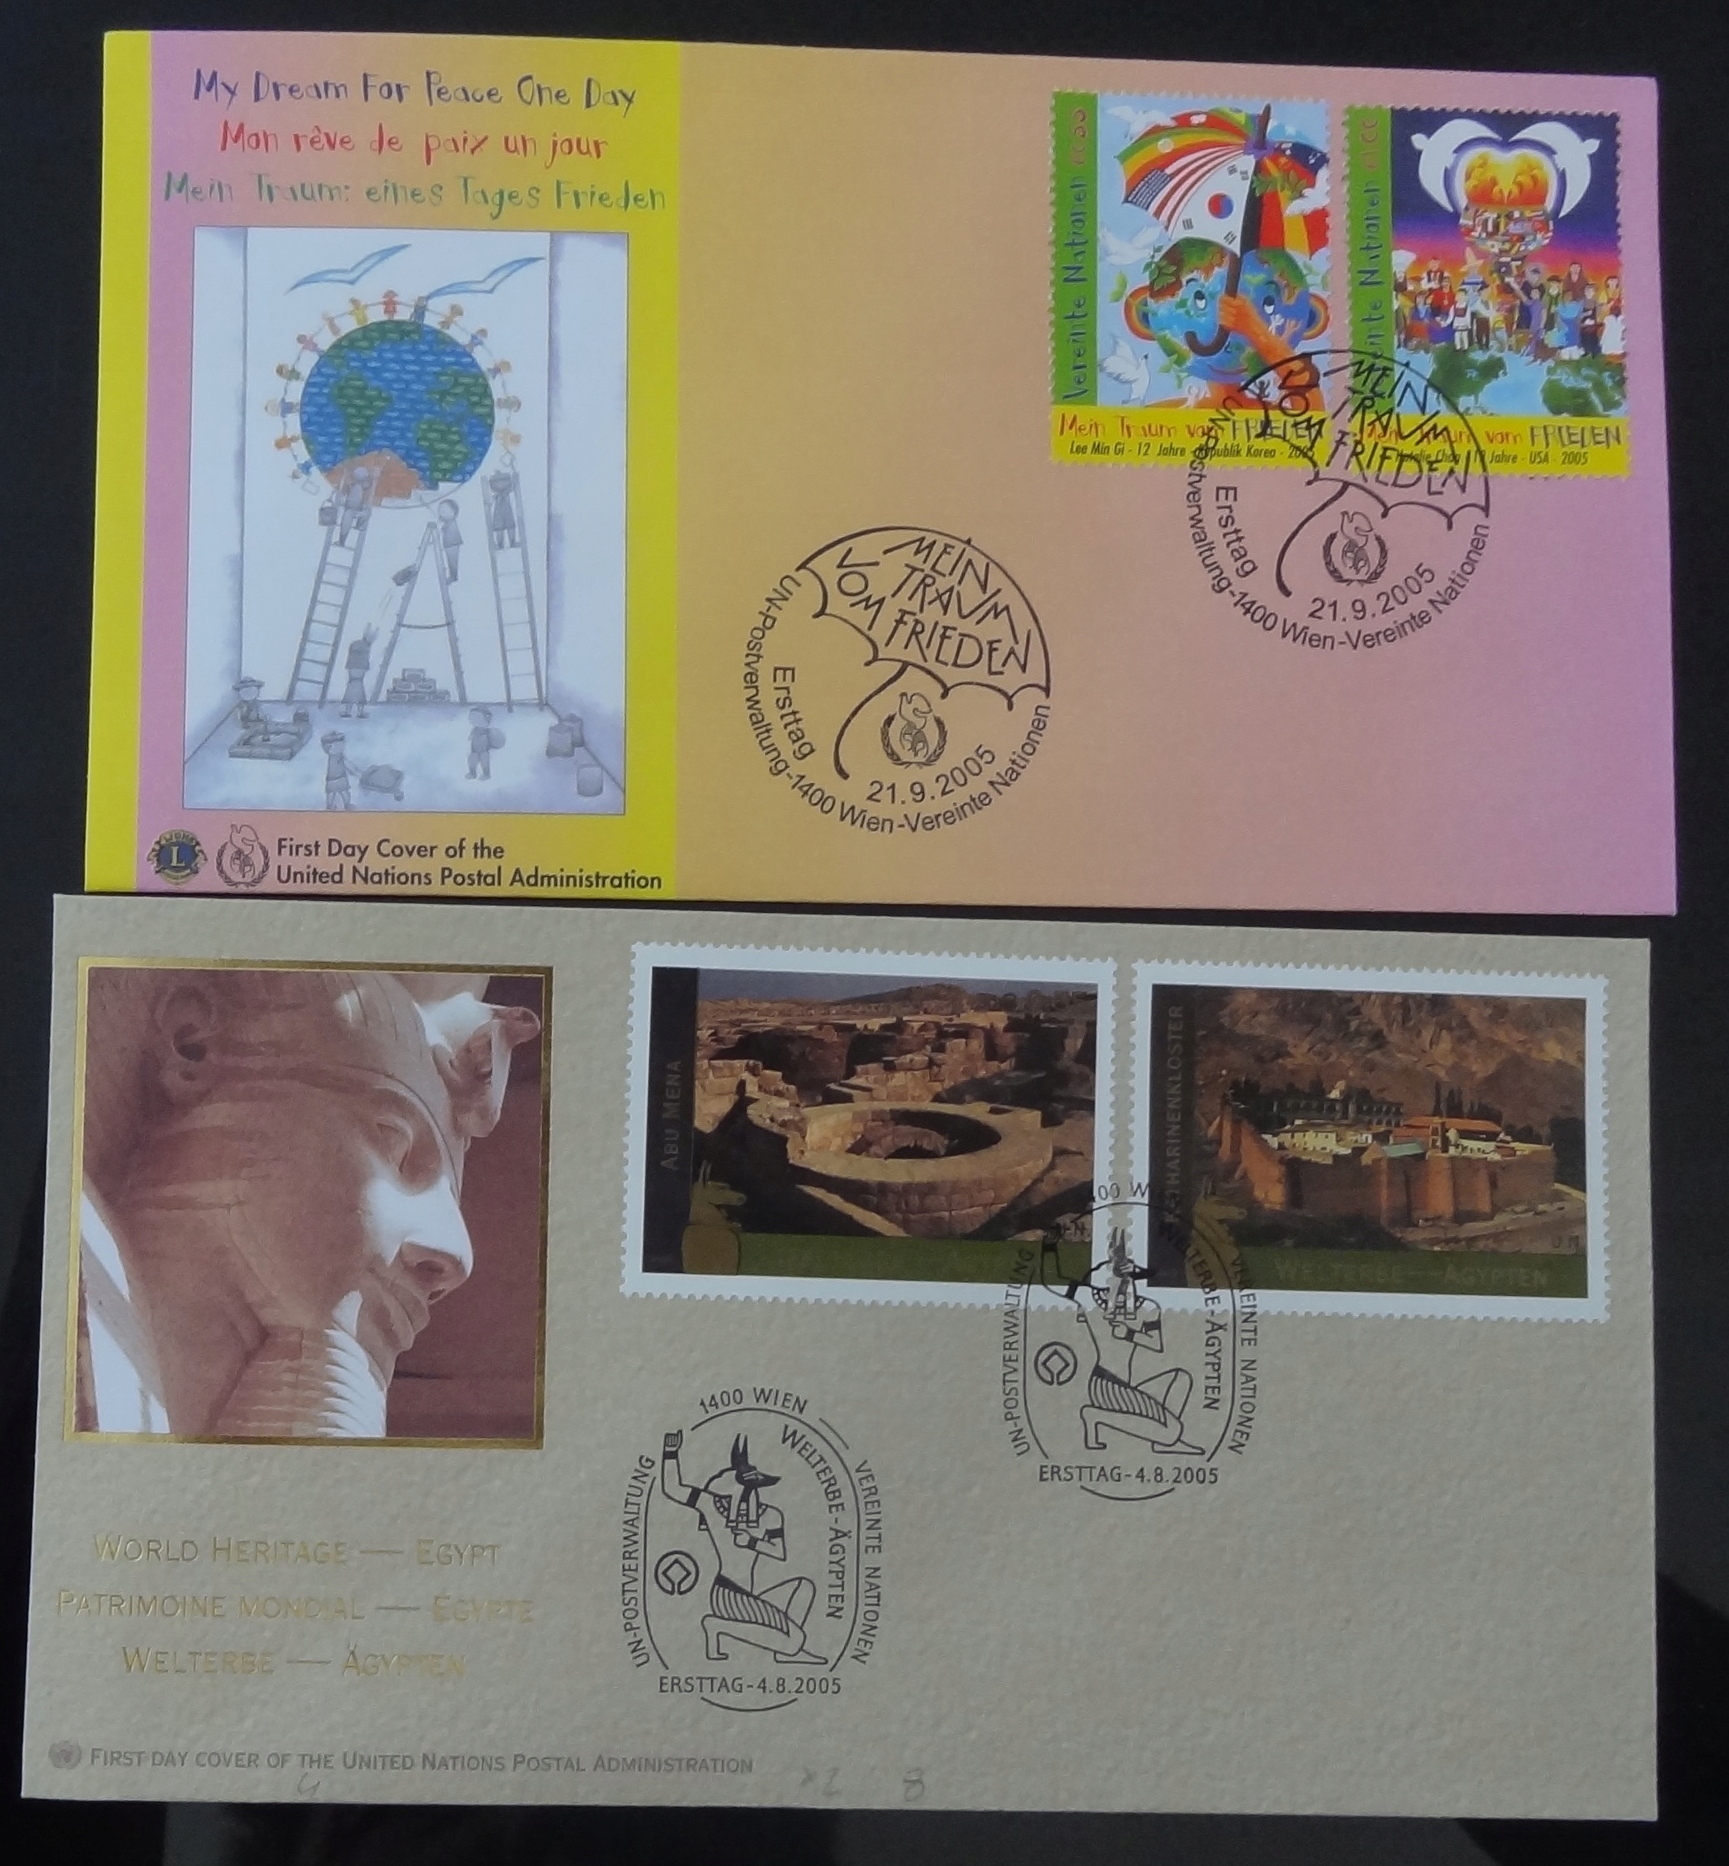 My Dream For Peace One Day
Mon rêve de paix un jour
Mein Traum: eines Tages Frieden
L
First Day Cover of the
United Nations Postal Administration
Vereinte Nationen
Mein Traum vom FRIEDEN
Lee Min Gi - 12 Jahre - Republik Korea - 2005
Nationen
vom FRIEDEN
Jahre - USA - 2005
MEIN
TRAUM
VOM FRIEDEN
Ersttag
21.9.2005
UN-Postverwaltung-1400 Wien-Vereinte Nationen
MEIN
TRAUM
VOM FRIEDEN
Ersttag
21.9.2005
UN-Postverwaltung-1400 Wien-Vereinte Nationen
ABU MENA
KATHARINENKLOSTER
WELTERBE — ÄGYPTEN
UN-POSTVERWALTUNG
WELTERBE-ÄGYPTEN
VEREINTE NATIONEN
ERSTTAG-4.8.2005
1400 WIEN
UN-POSTVERWALTUNG
WELTERBE-ÄGYPTEN
VEREINTE NATIONEN
ERSTTAG-4.8.2005
WORLD HERITAGE — EGYPT
PATRIMOINE MONDIAL — ÉGYPTE
WELTERBE — ÄGYPTEN
FIRST DAY COVER OF THE UNITED NATIONS POSTAL ADMINISTRATION